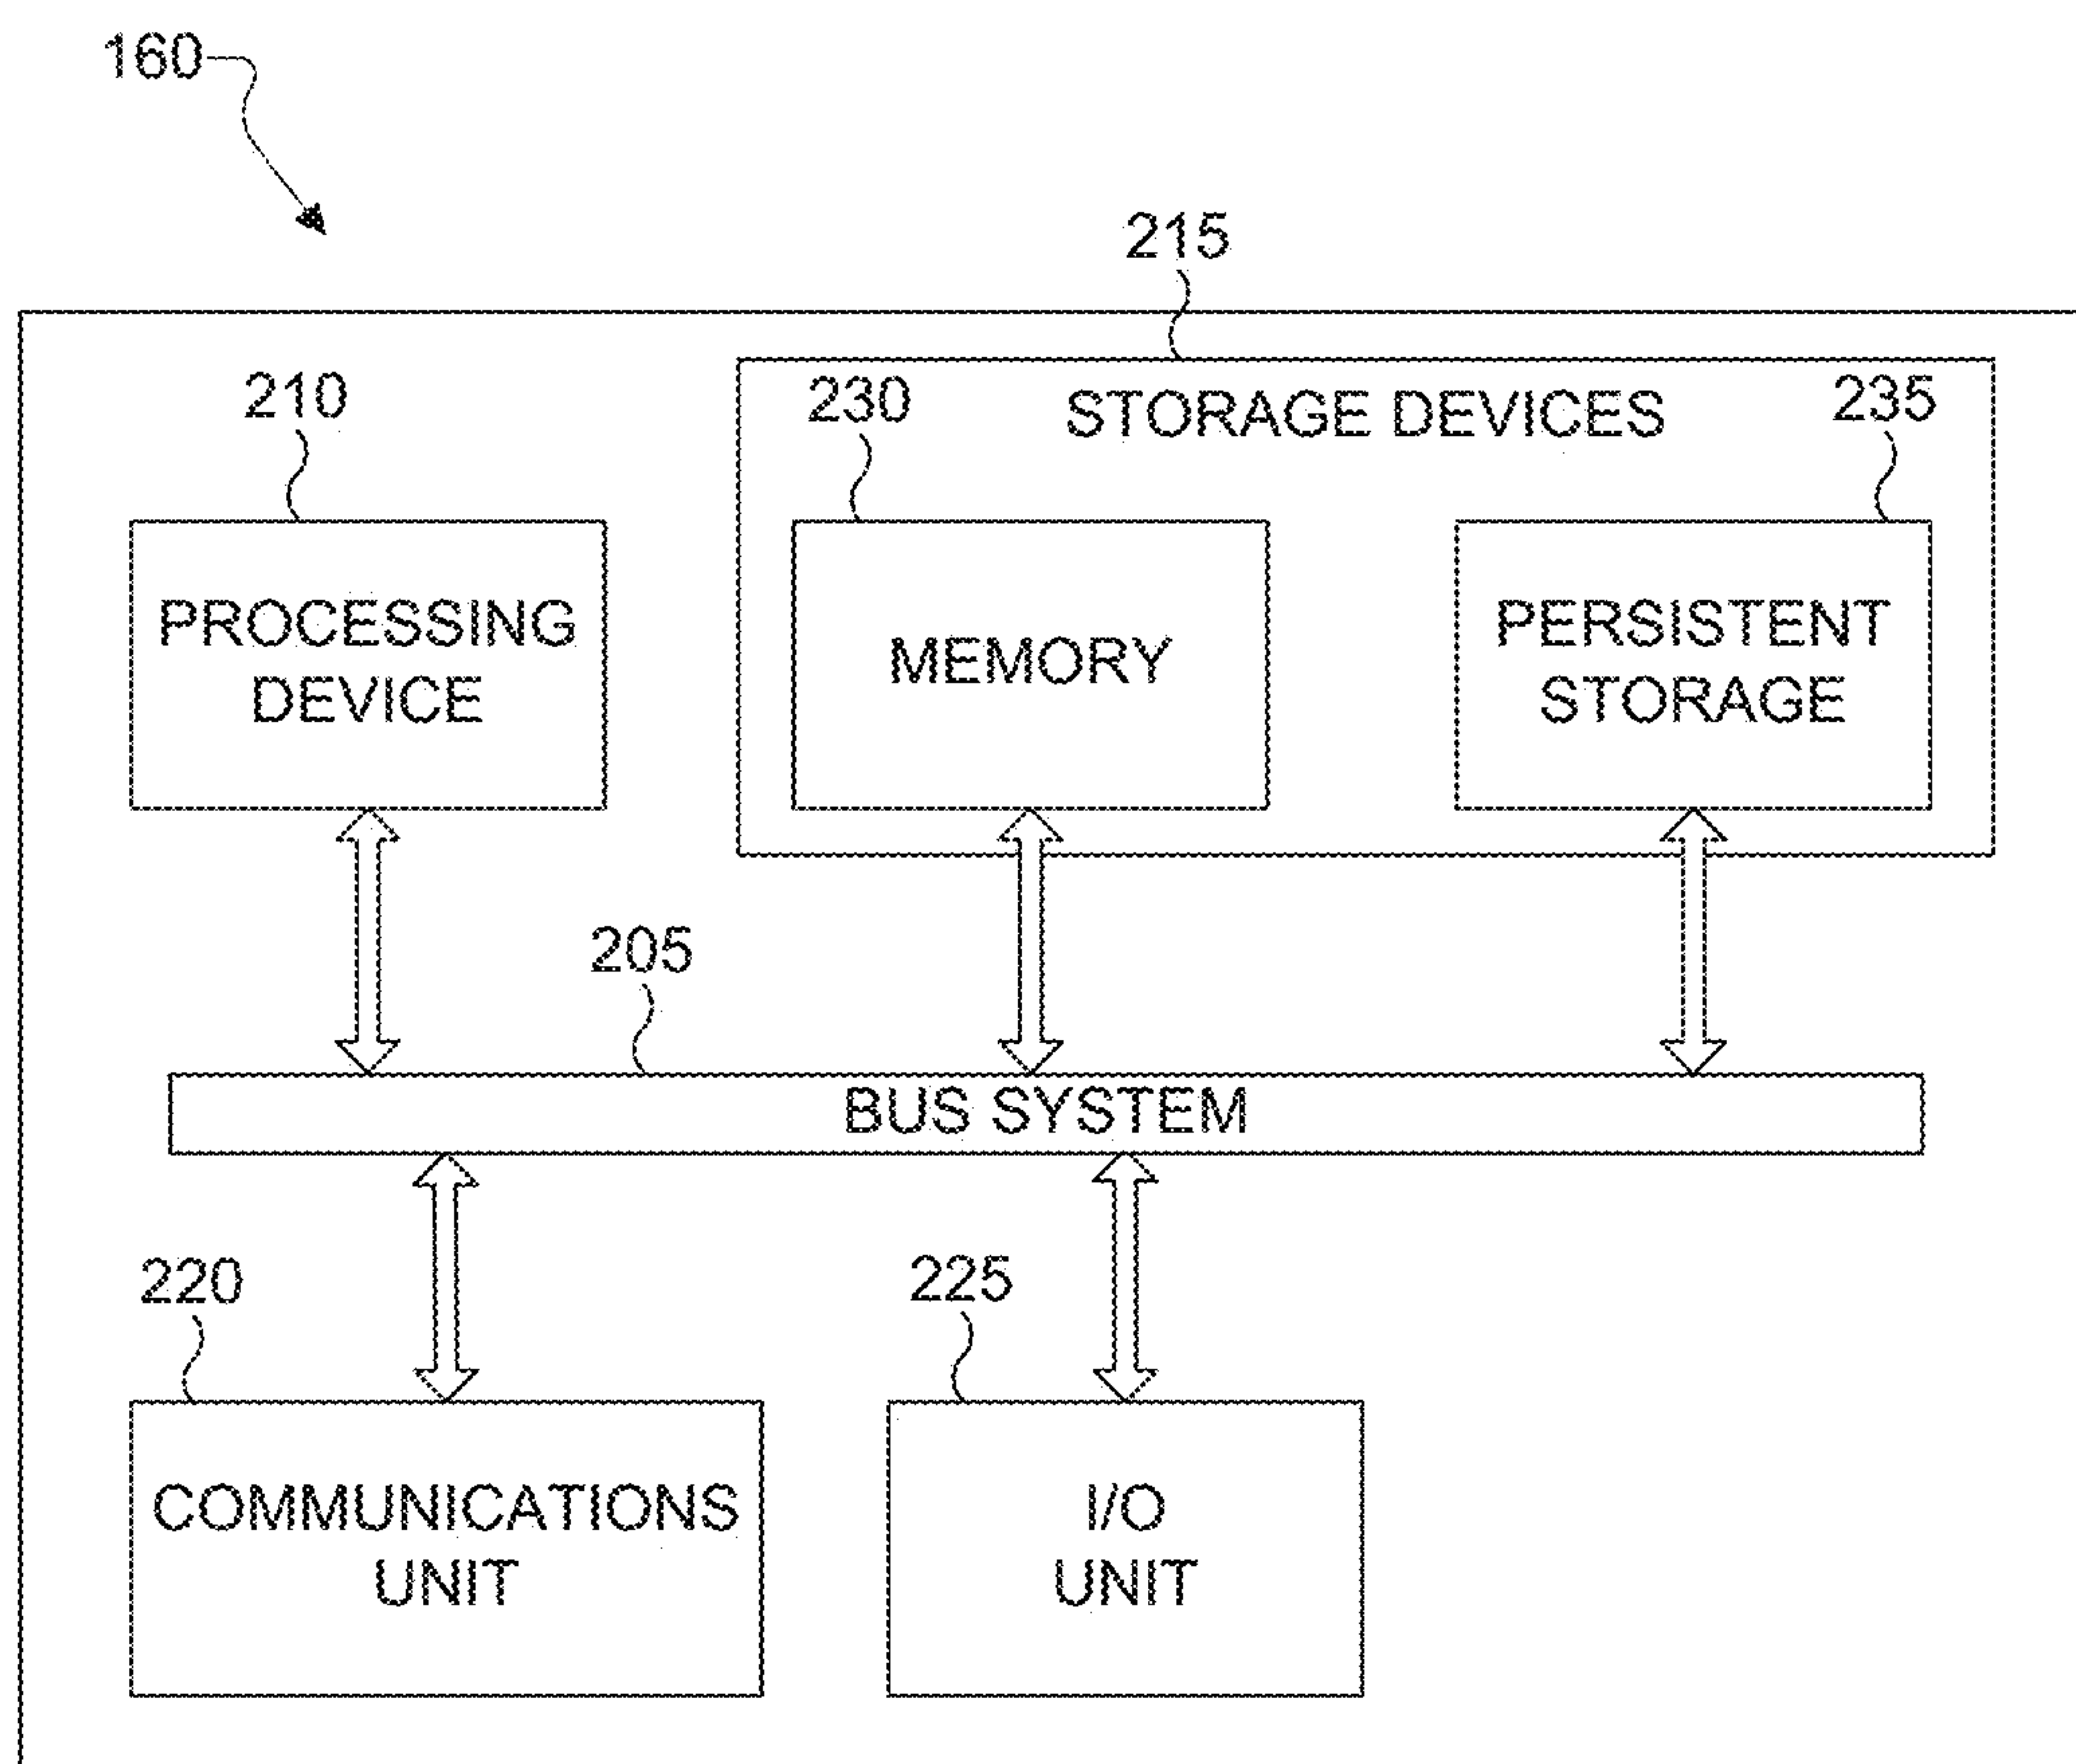 160
215
210
230
STORAGE DEVICES
235
PROCESSING
DEVICE
MEMORY
PERSISTENT
STORAGE
205
BUS SYSTEM
220
225
COMMUNICATIONS
UNIT
I/O
UNIT